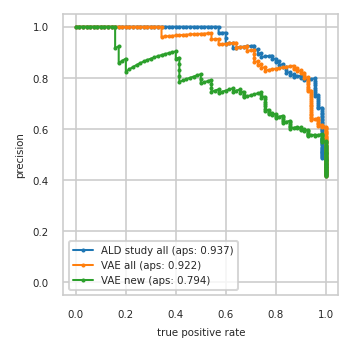 1.0
0.8
0.6
0.4
0.2
0.0
precision
ALD study all (aps: 0.937)
VAE all (aps: 0.922)
VAE new (aps: 0.794)
0.0 0.2 0.4 0.6 0.8 1.0
true positive rate